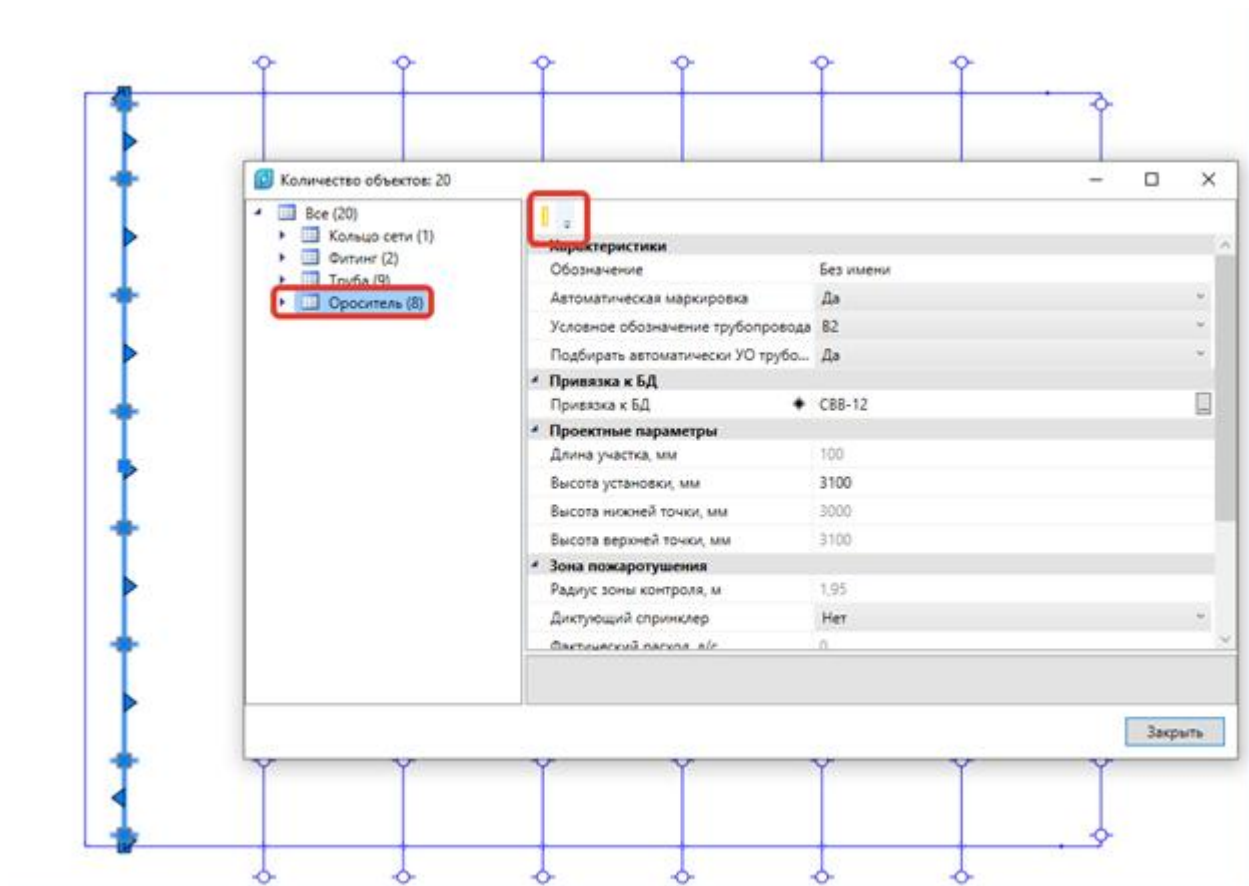 Количество объектов: 20
Все (20)
Кольцо сети (1)
Фитинг (2)
Труба (9)
Ороситель (8)
Характеристики
Обозначение Без имени
Автоматическая маркировка Да
Условное обозначение трубопровода В2
Подбирать автоматически УО трубо... Да
Привязка к БД
Привязка к БД СВВ-12
Проектные параметры
Длина участка, мм 100
Высота установки, мм 3100
Высота нижней точки, мм 3000
Высота верхней точки, мм 3100
Зона пожаротушения
Радиус зоны контроля, м 1,95
Диктующий спринклер Нет
Фактический расход, л/с 0
Закрыть